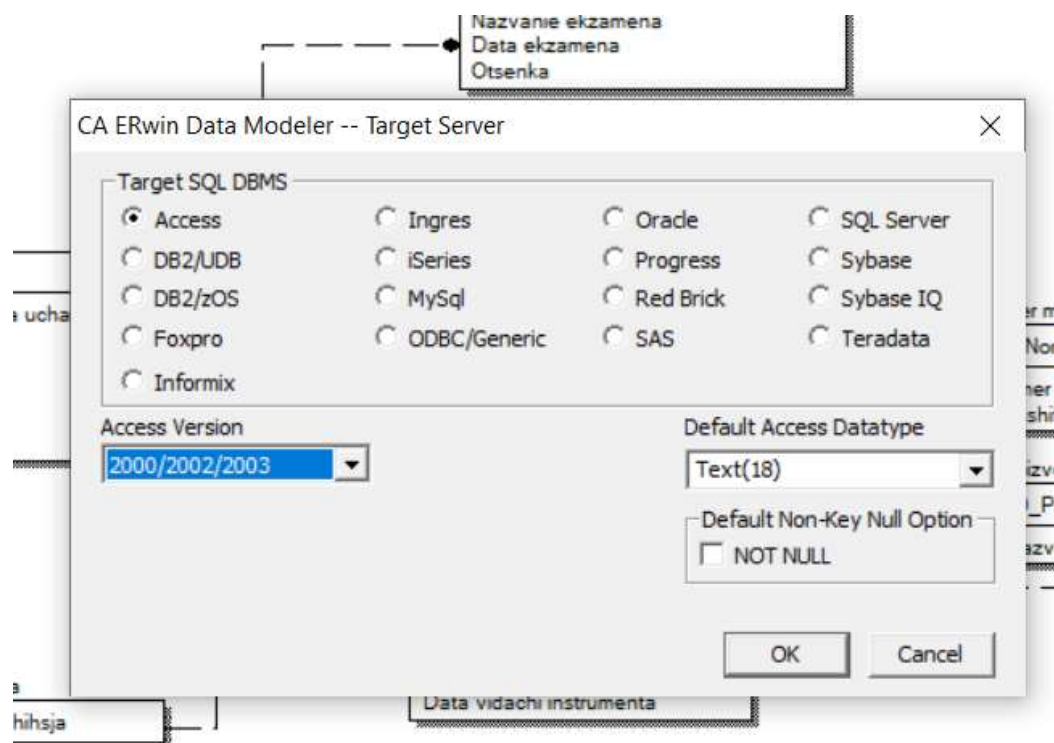 Nazvanie ekzamena
Data ekzamena
Otsenka
CA ERwin Data Modeler -- Target Server
Target SQL DBMS
Access Ingres Oracle SQL Server
DB2/UDB iSeries Progress Sybase
DB2/zOS MySql Red Brick Sybase IQ
Foxpro ODBC/Generic SAS Teradata
Informix
Access Version Default Access Datatype
2000/2002/2003 Text(18)
Default Non-Key Null Option
NOT NULL
OK Cancel
Data vidachi instrumenta
hihsja